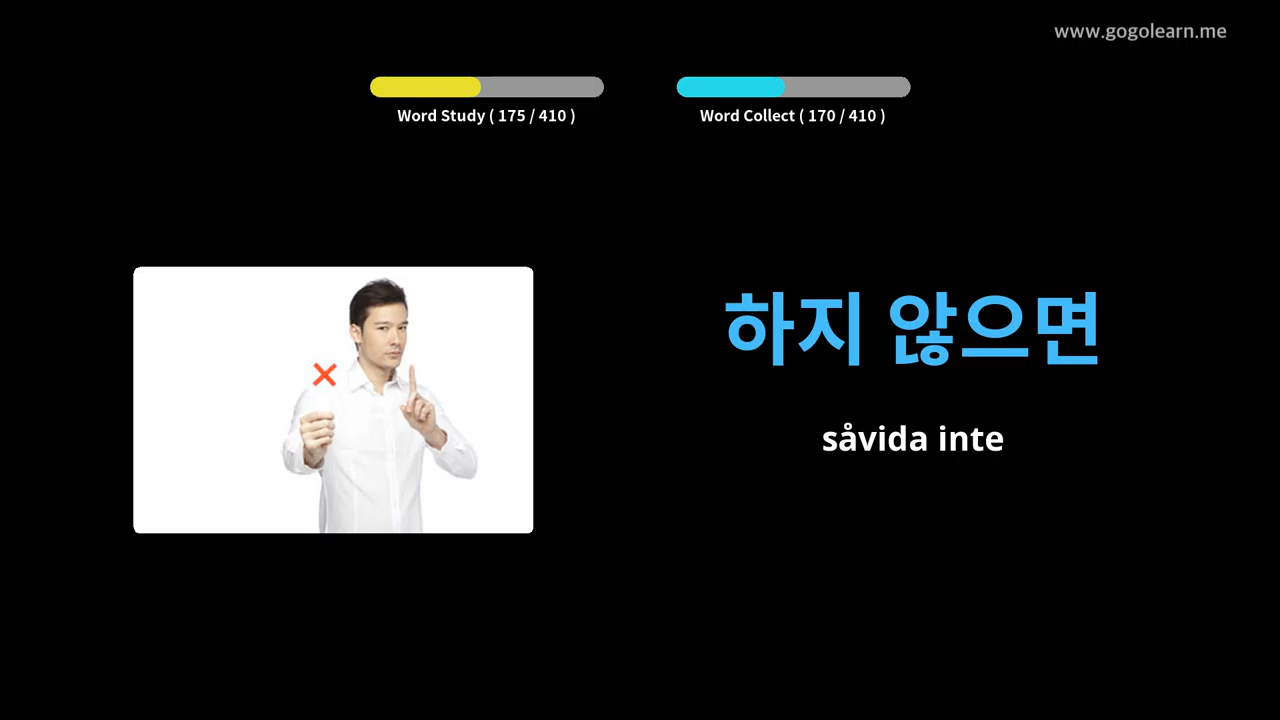 www.gogolearn.me
Word Study ( 175 / 410 )
Word Collect ( 170 / 410 )
하지 않으면
såvida inte